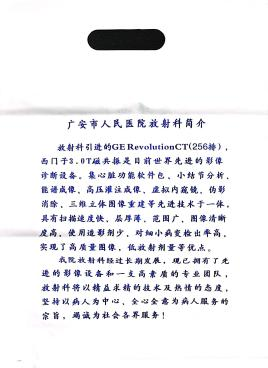 广安市人民医院放射科简介
放射科引进的GE RevolutionCT(256排),
西门子3.0T磁共振是目前世界先进的影像
诊断设备。集心脏功能软件包、小结节分析、
能谱成像、高压灌注成像、虚拟内窥镜、伪影
消除、三维立体图像重建等先进技术于一体,
具有扫描速度快、层厚薄、范围广、图像清晰
度高、使用造影剂少、对细小病变检出率高,
实现了高质量图像、低放射剂量等优点。
我院放射科经过长期发展,现已拥有了先
进的影像设备和一支高素质的专业团队,
放射科将以精益求精的技术及热情的态度,
坚持以病人为中心、全心全意为病人服务的
宗旨,竭诚为社会各界服务!